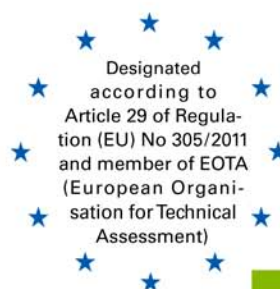 Designated
according to
Article 29 of Regula-
tion (EU) No 305/2011
and member of EOTA
(European Organi-
sation for Technical
Assessment)